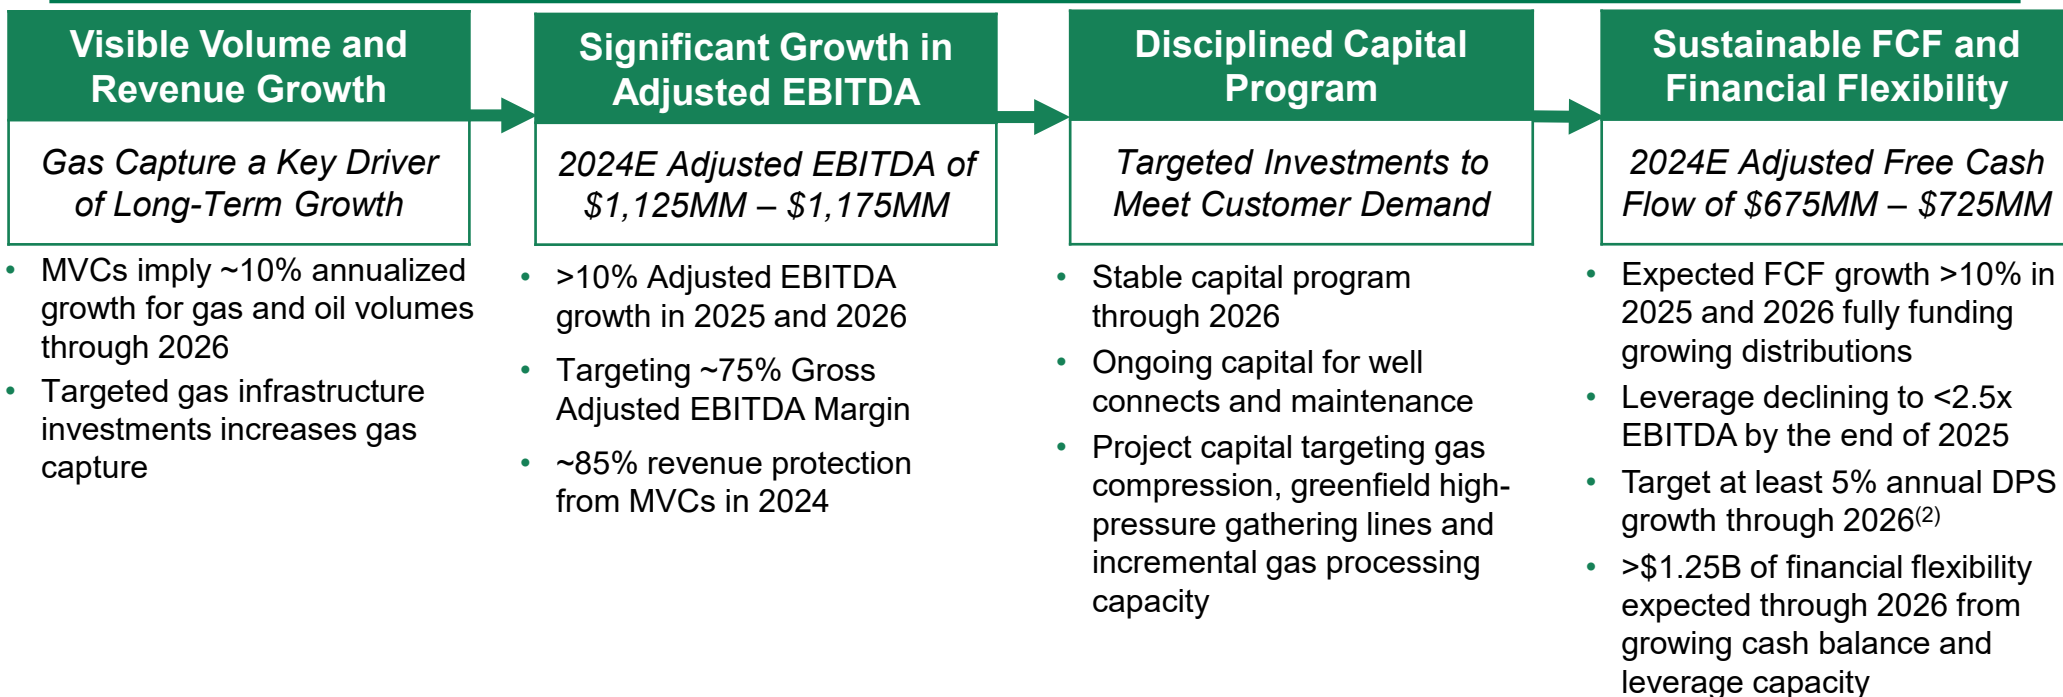 Visible Volume and
Revenue Growth
Gas Capture a Key Driver
of Long-Term Growth
• MVCs imply ~10% annualized
growth for gas and oil volumes
through 2026
• Targeted gas infrastructure
investments increases gas
capture
Significant Growth in
Adjusted EBITDA
2024E Adjusted EBITDA of
$1,125MM – $1,175MM
• >10% Adjusted EBITDA
growth in 2025 and 2026
• Targeting ~75% Gross
Adjusted EBITDA Margin
• ~85% revenue protection
from MVCs in 2024
Disciplined Capital
Program
Targeted Investments to
Meet Customer Demand
• Stable capital program
through 2026
• Ongoing capital for well
connects and maintenance
• Project capital targeting gas
compression, greenfield high-
pressure gathering lines and
incremental gas processing
capacity
Sustainable FCF and
Financial Flexibility
2024E Adjusted Free Cash
Flow of $675MM – $725MM
• Expected FCF growth >10% in
2025 and 2026 fully funding
growing distributions
• Leverage declining to <2.5x
EBITDA by the end of 2025
• Target at least 5% annual DPS
growth through 2026(2)
• >$1.25B of financial flexibility
expected through 2026 from
growing cash balance and
leverage capacity